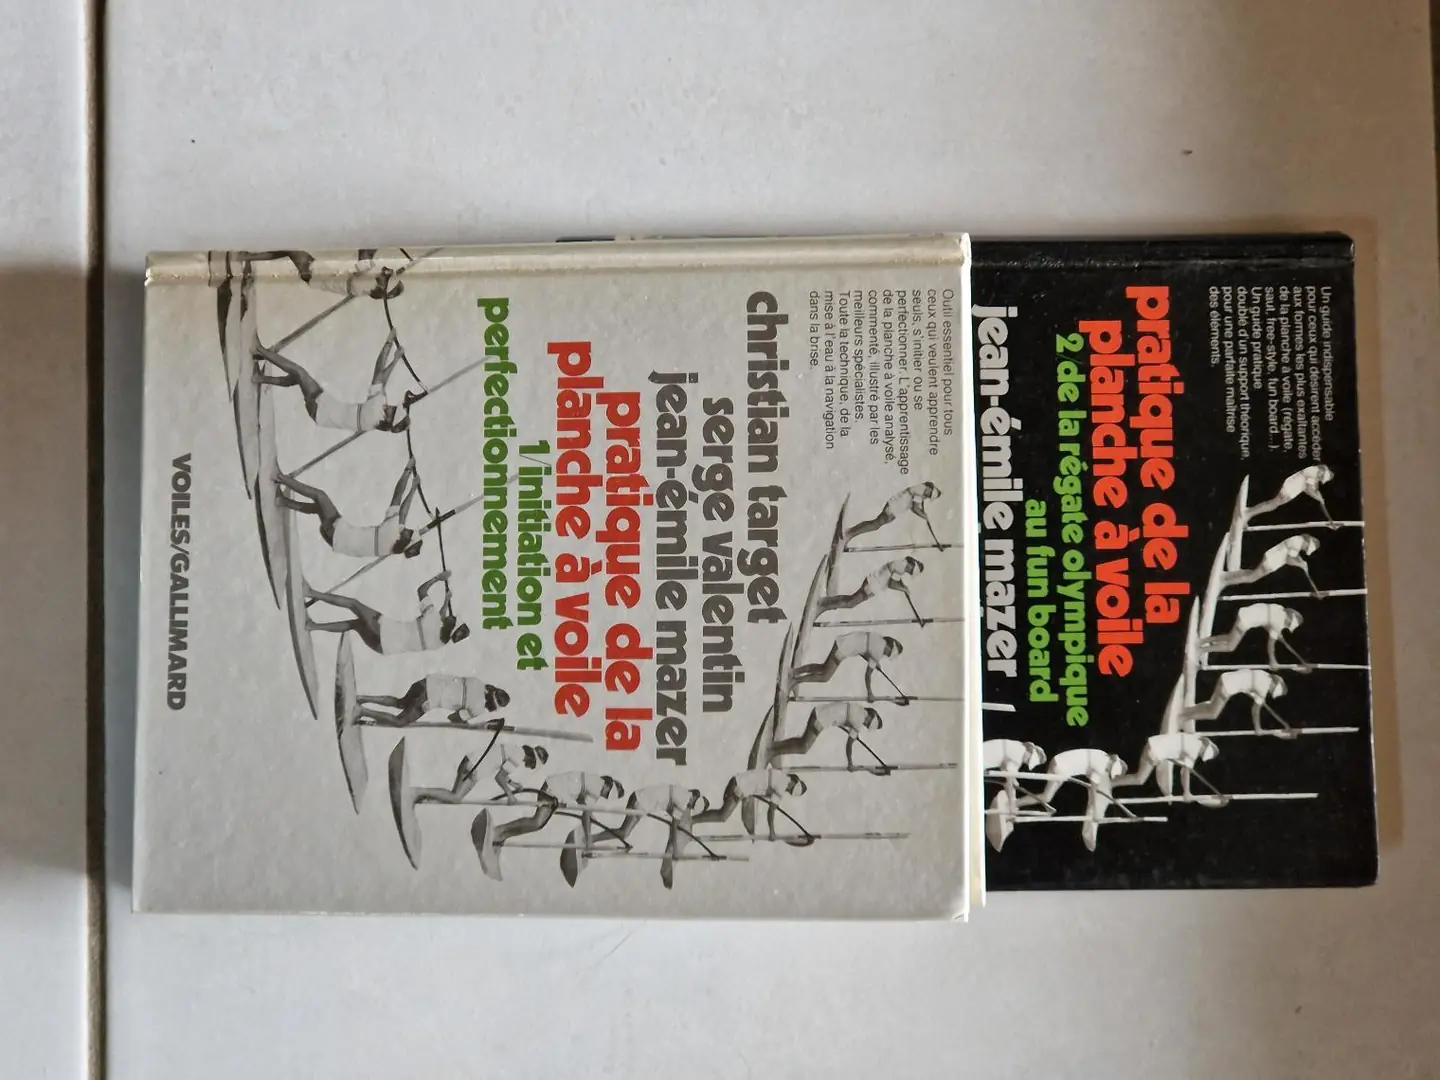 Outil essentiel pour tous
ceux qui veulent apprendre
seuls, s'initier ou se
perfectionner. L'apprentissage
de la planche à voile analysé,
commenté, illustré par les
meilleurs spécialistes.
Toute la technique, de la
mise à l'eau à la navigation
dans la brise.
christian target
serge valentin
jean-émile mazer
pratique de la
planche à voile
1/initiation et
perfectionnement
VOILES/GALLIMARD
Un guide indispensable
pour ceux qui désirent accéder
aux formes les plus exaltantes
de la planche à voile (régate,
saut, free-style, fun board...).
Un guide pratique
doublé d'un support théorique
pour une parfaite maîtrise
des éléments.
pratique de la
planche à voile
2/de la régate olympique
au fun board
jean-émile mazer